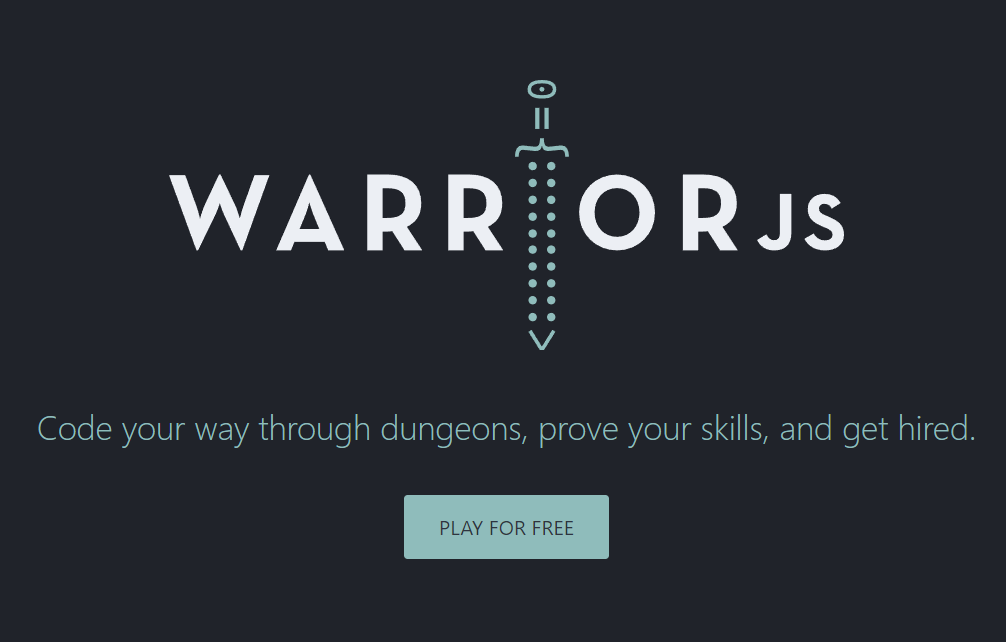 WARRIORJS
Code your way through dungeons, prove your skills, and get hired.
PLAY FOR FREE